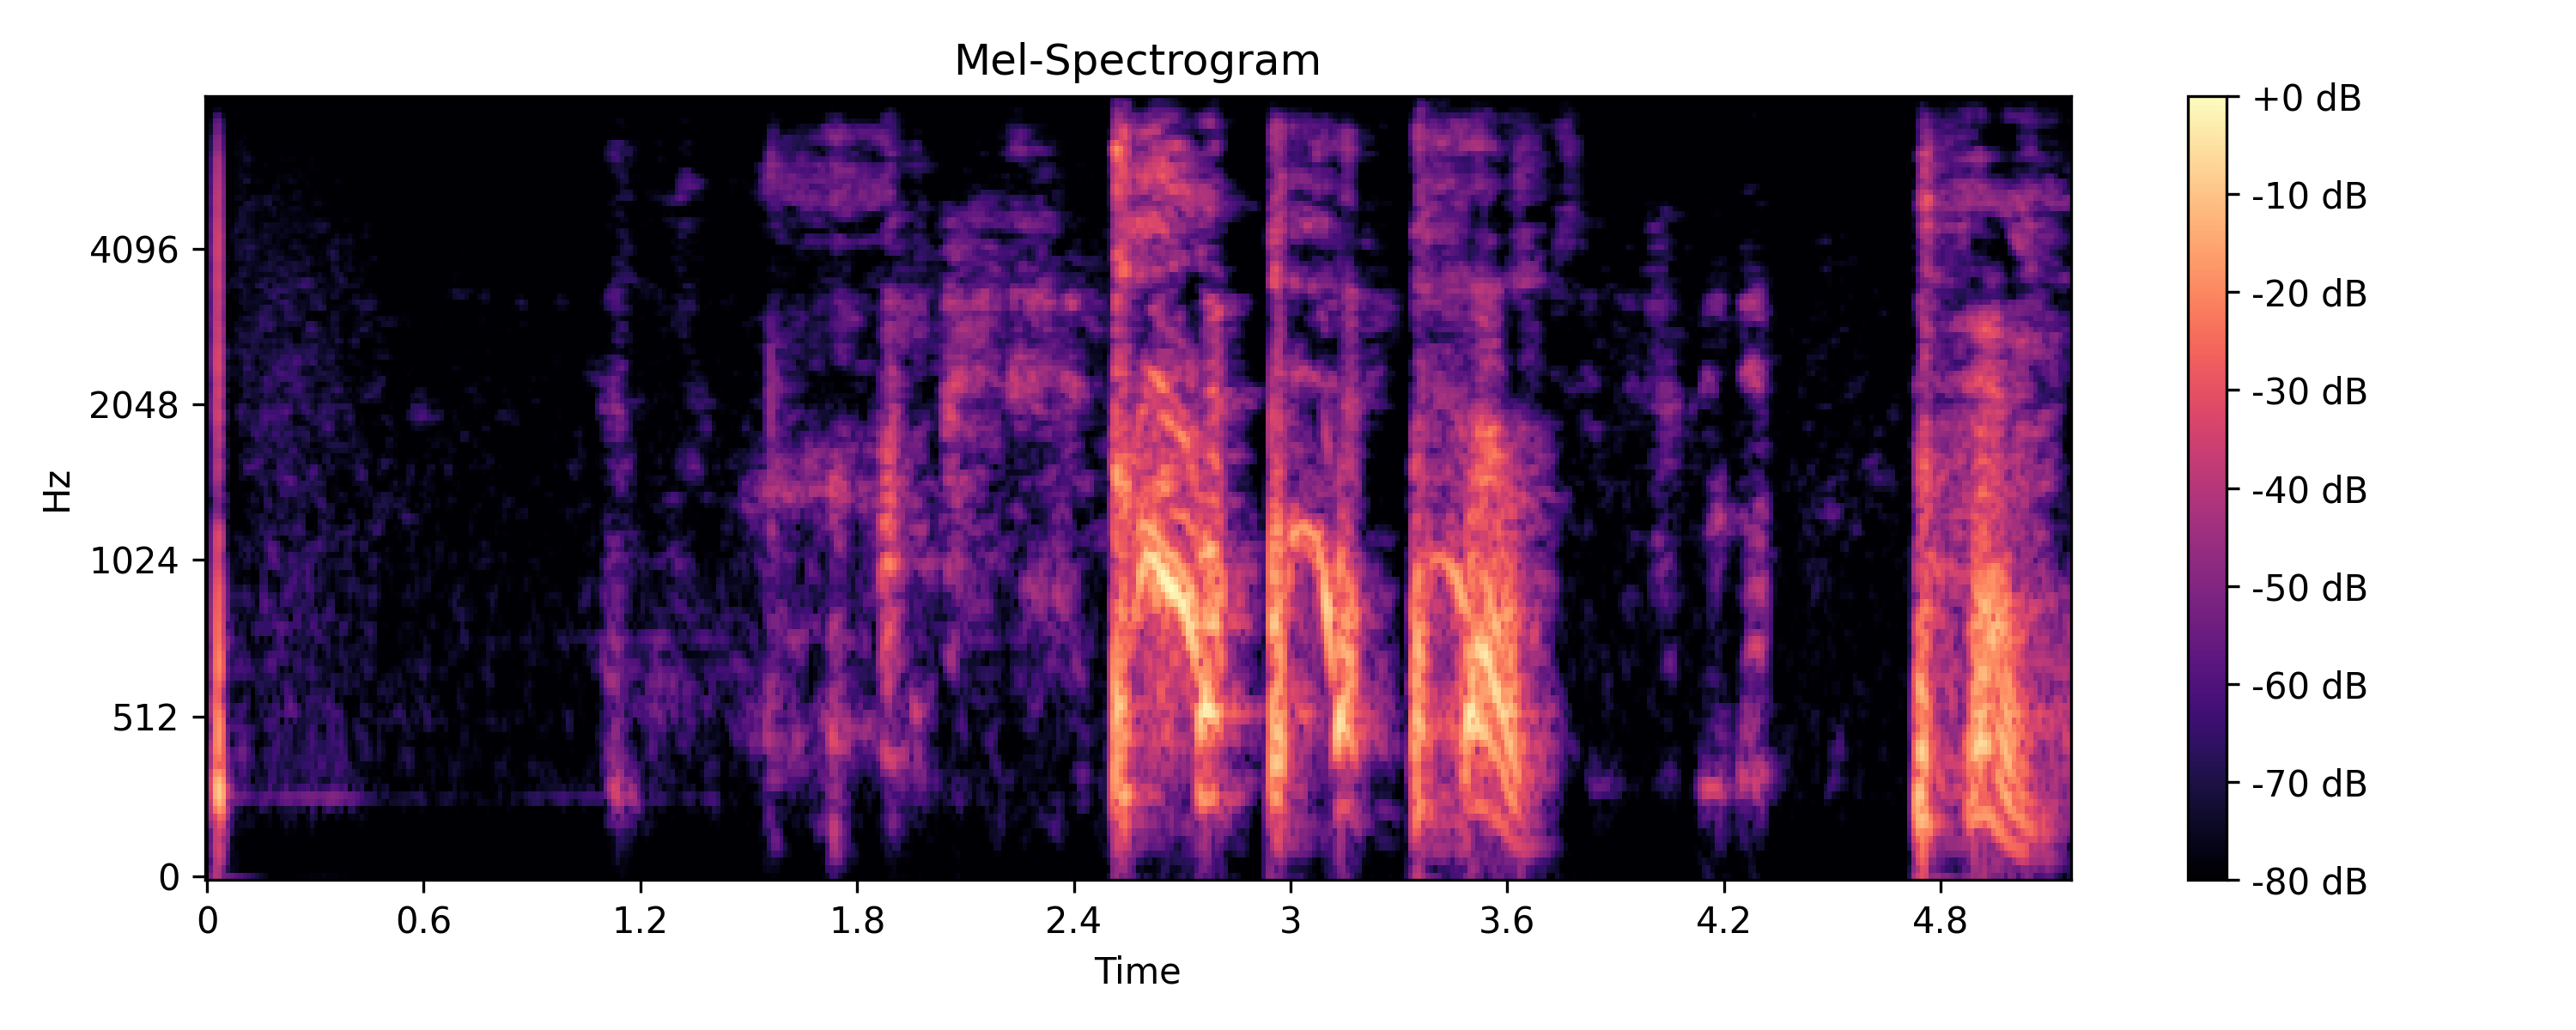 Mel-Spectrogram
Hz
4096
2048
1024
512
0
0 0.6 1.2 1.8 2.4 3 3.6 4.2 4.8
Time
+0 dB
-10 dB
-20 dB
-30 dB
-40 dB
-50 dB
-60 dB
-70 dB
-80 dB